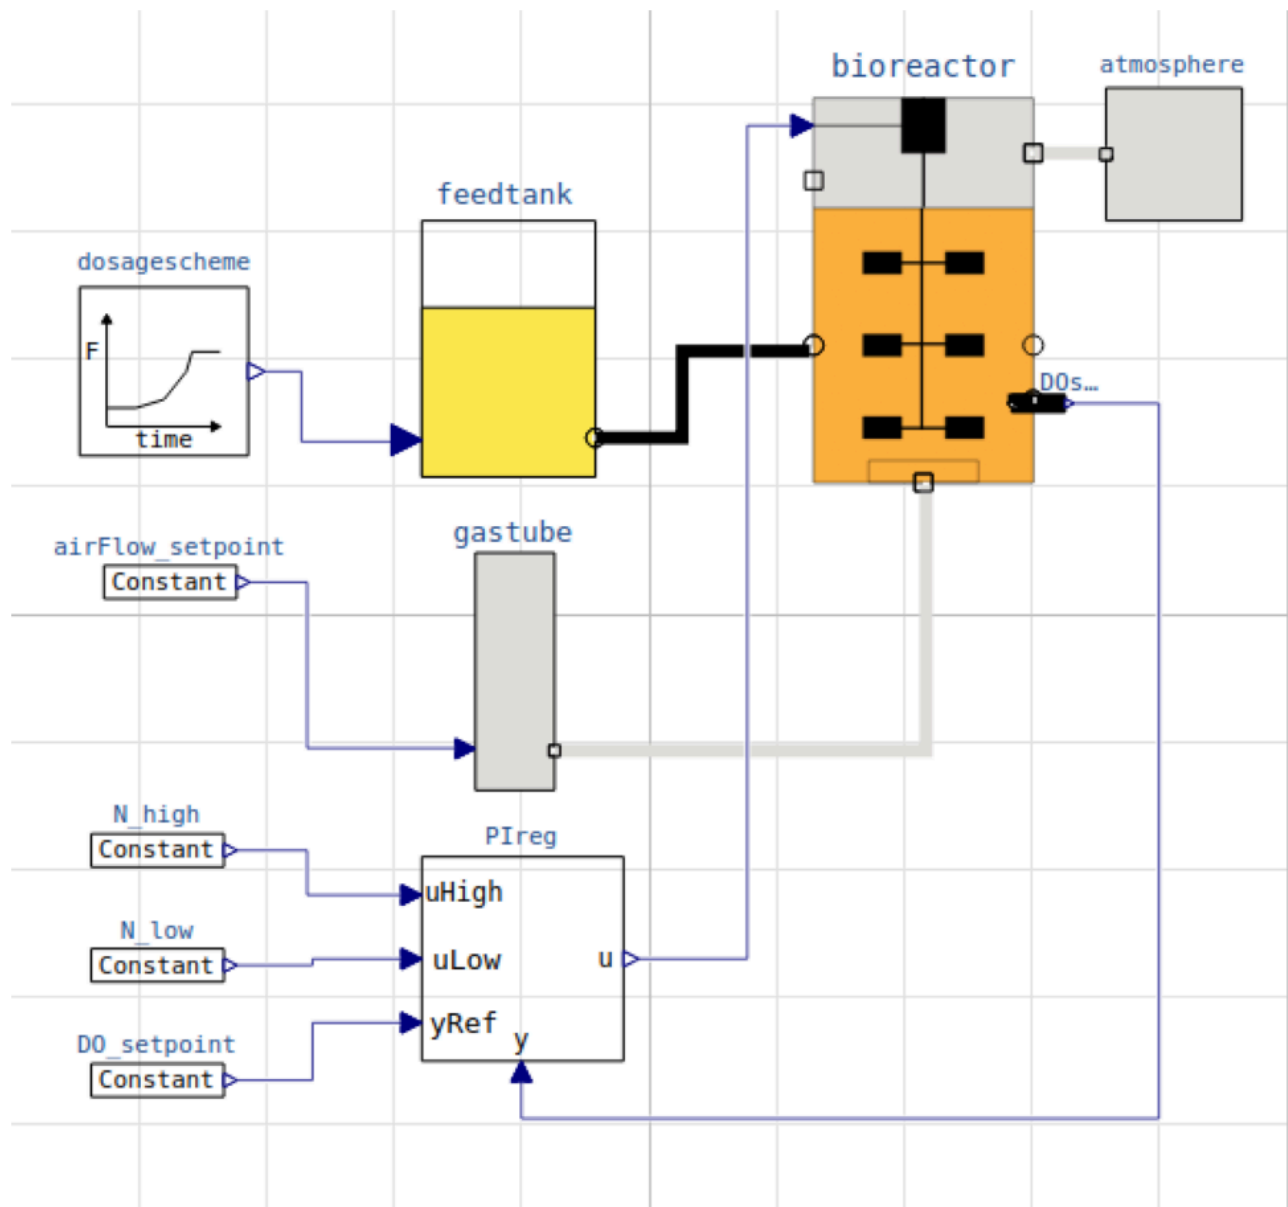 bioreactor
atmosphere
feedtank
dosagescheme
F
time
DOs…
gastube
airFlow_setpoint
Constant
N_high
Constant
PIreg
uHigh
N_low
Constant
uLow
u
yRef
y
DO_setpoint
Constant